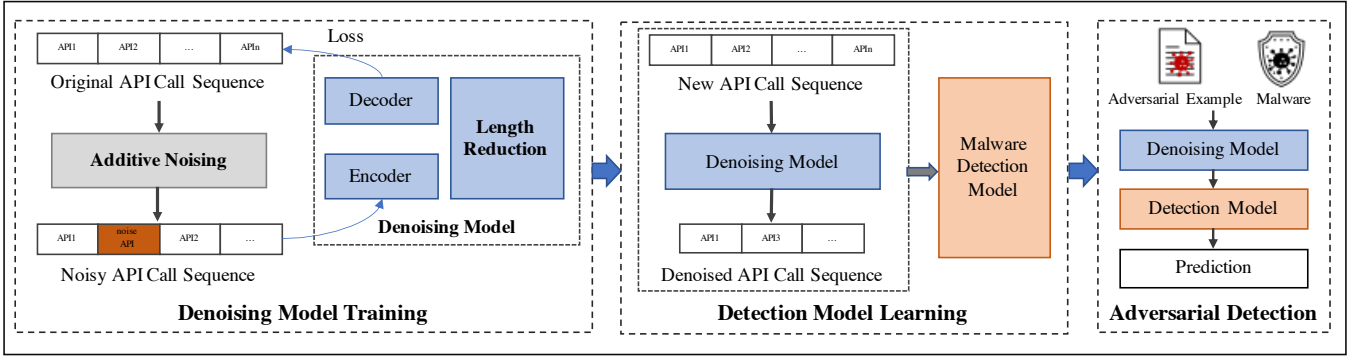 API1 API2 ... APIn
Original API Call Sequence
Additive Noising
API1 noise API API2 ...
Noisy API Call Sequence
Loss
Decoder
Encoder
Length
Reduction
Denoising Model
Denoising Model Training
API1 API2 ... APIn
New API Call Sequence
Denoising Model
API1 API3 ...
Denoised API Call Sequence
Malware
Detection
Model
Detection Model Learning
Adversarial Example Malware
Denoising Model
Detection Model
Prediction
Adversarial Detection